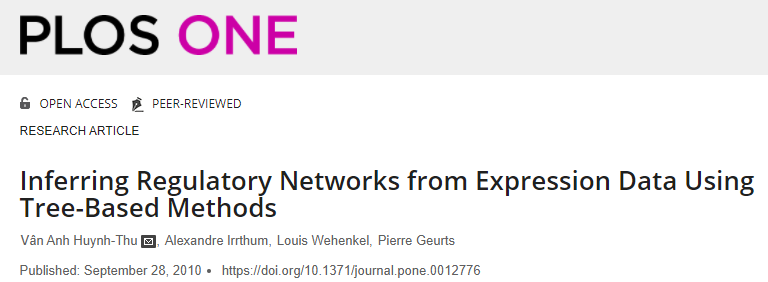 PLOS ONE
OPEN ACCESS PEER-REVIEWED
RESEARCH ARTICLE
Inferring Regulatory Networks from Expression Data Using
Tree-Based Methods
Vân Anh Huynh-Thu, Alexandre Irrthum, Louis Wehenkel, Pierre Geurts
Published: September 28, 2010 • https://doi.org/10.1371/journal.pone.0012776